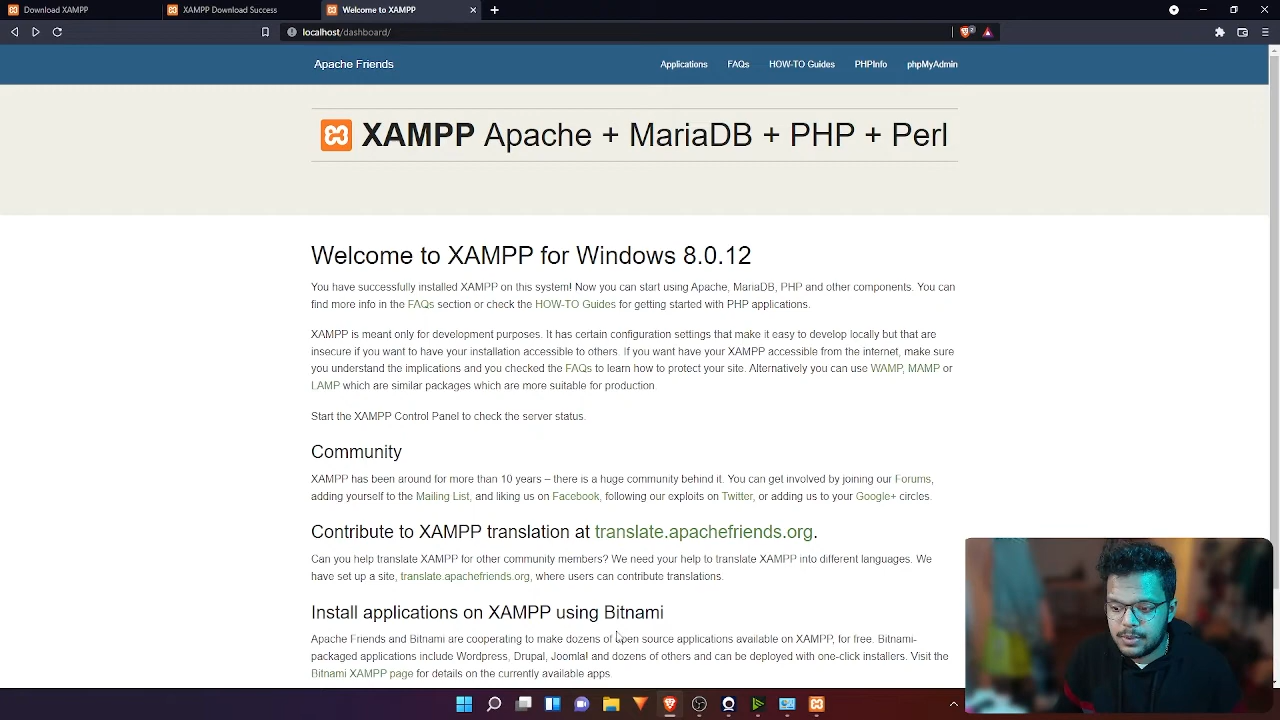 Download XAMPP
XAMPP Download Success
Welcome to XAMPP
localhost/dashboard/
Apache Friends
Applications
FAQs
HOW-TO Guides
PHPInfo
phpMyAdmin
XAMPP Apache + MariaDB + PHP + Perl
Welcome to XAMPP for Windows 8.0.12
You have successfully installed XAMPP on this system! Now you can start using Apache, MariaDB, PHP and other components. You can
find more info in the FAQs section or check the HOW-TO Guides for getting started with PHP applications.
XAMPP is meant only for development purposes. It has certain configuration settings that make it easy to develop locally but that are
insecure if you want to have your installation accessible to others. If you want have your XAMPP accessible from the internet, make sure
you understand the implications and you checked the FAQs to learn how to protect your site. Alternatively you can use WAMP, MAMP or
LAMP which are similar packages which are more suitable for production.
Start the XAMPP Control Panel to check the server status.
Community
XAMPP has been around for more than 10 years – there is a huge community behind it. You can get involved by joining our Forums,
adding yourself to the Mailing List, and liking us on Facebook, following our exploits on Twitter, or adding us to your Google+ circles.
Contribute to XAMPP translation at translate.apachefriends.org.
Can you help translate XAMPP for other community members? We need your help to translate XAMPP into different languages. We
have set up a site, translate.apachefriends.org, where users can contribute translations.
Install applications on XAMPP using Bitnami
Apache Friends and Bitnami are cooperating to make dozens of open source applications available on XAMPP, for free. Bitnami-
packaged applications include Wordpress, Drupal, Joomla! and dozens of others and can be deployed with one-click installers. Visit the
Bitnami XAMPP page for details on the currently available apps.